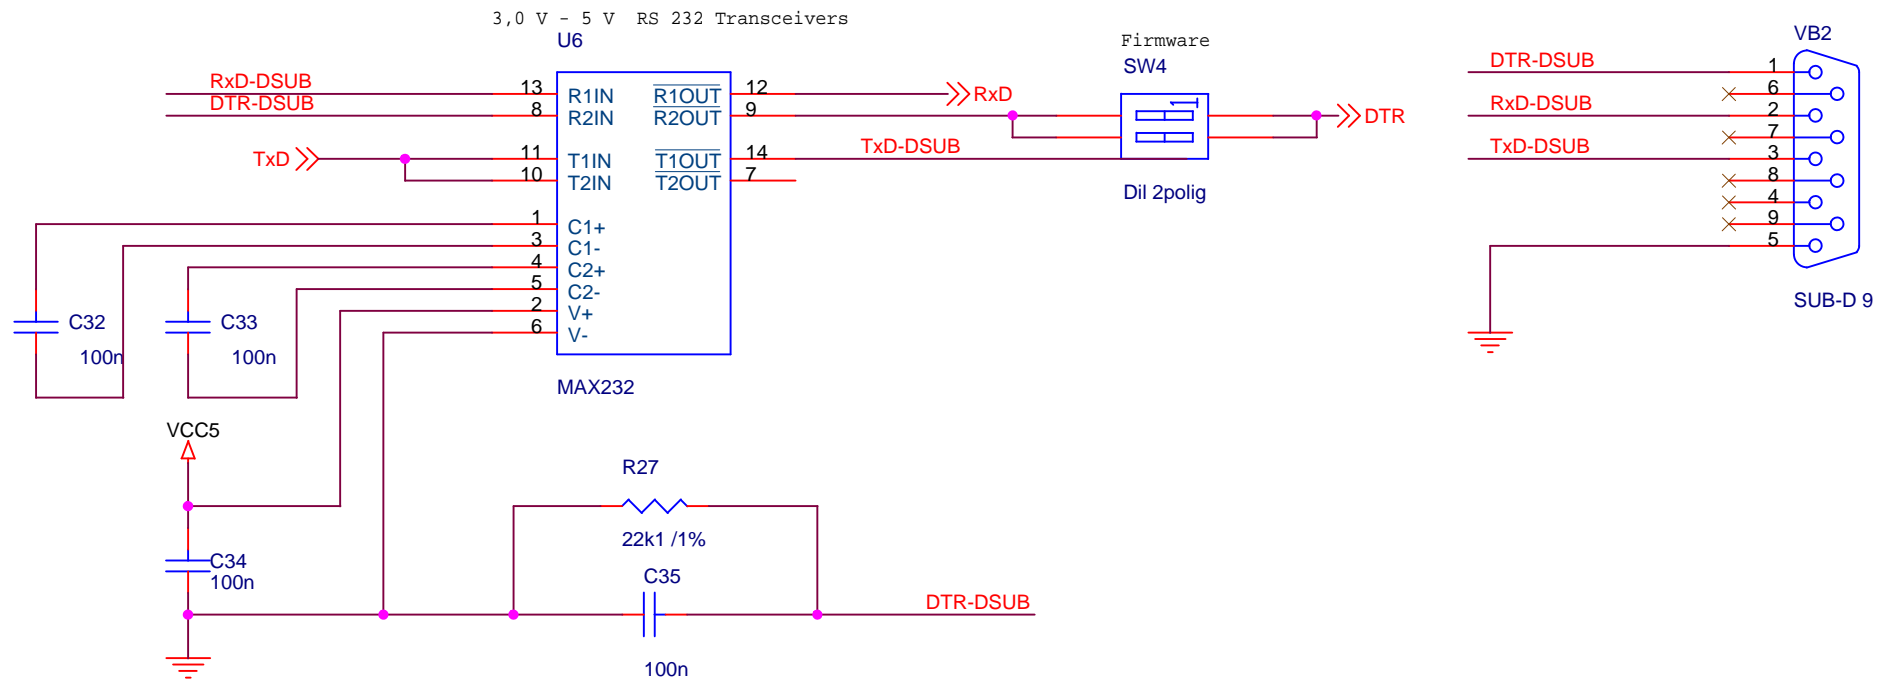 3,0 V - 5 V  RS 232 Transceivers
U6
Firmware
SW4
VB2
RxD-DSUB
DTR-DSUB
13
8
R1IN
R2IN
R1OUT
R2OUT
12
9
RxD
1
DTR
TxD
11
10
T1IN
T2IN
T1OUT
T2OUT
14
7
TxD-DSUB
Dil 2polig
DTR-DSUB
RxD-DSUB
TxD-DSUB
1
6
2
7
3
8
4
9
5
SUB-D 9
1
3
4
5
2
6
C1+
C1-
C2+
C2-
V+
V-
MAX232
C32
100n
C33
100n
VCC5
C34
100n
R27
22k1 /1%
C35
100n
DTR-DSUB